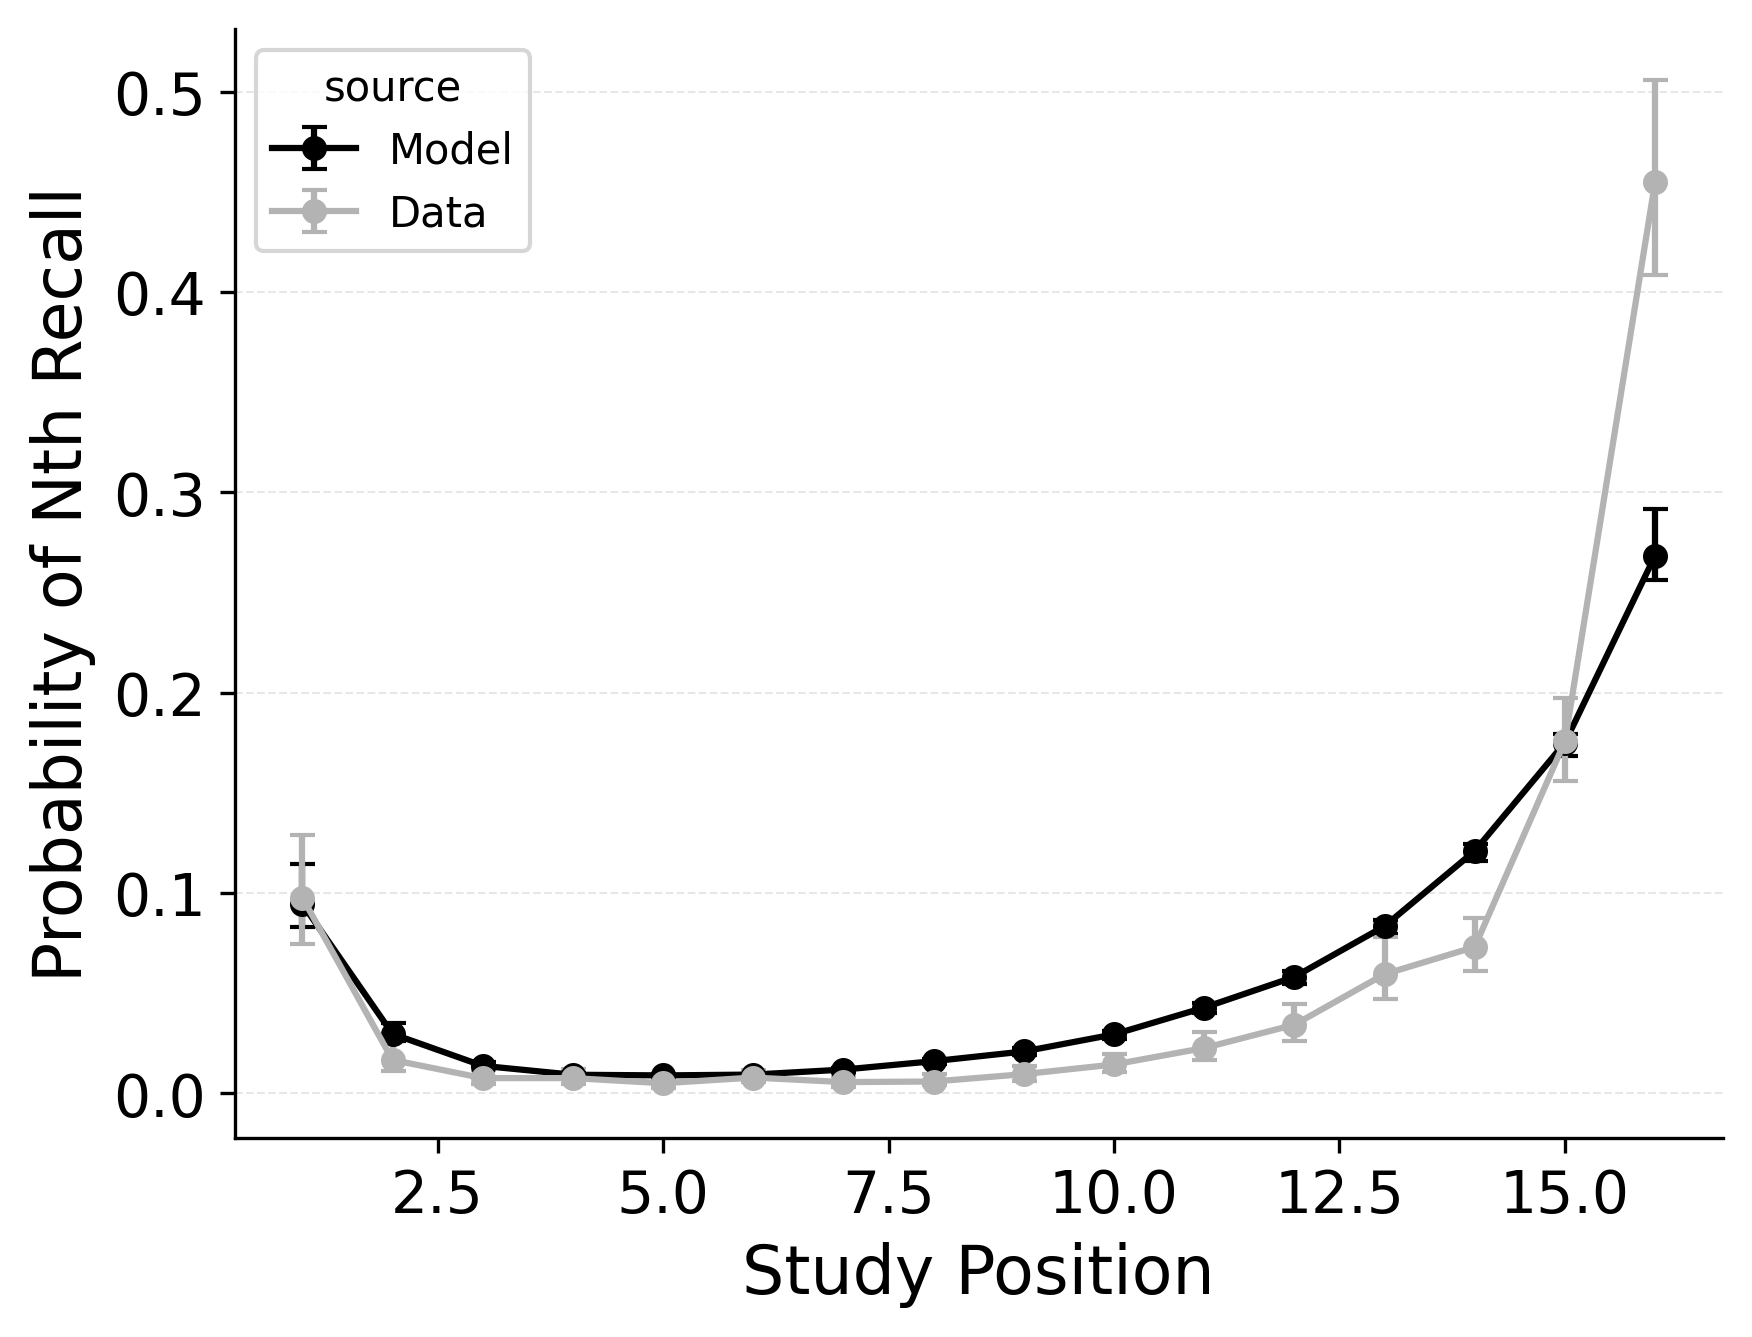 source
Model
Data
Probability of Nth Recall
0.5
0.4
0.3
0.2
0.1
0.0
2.5 5.0 7.5 10.0 12.5 15.0
Study Position